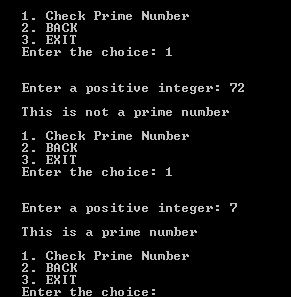 1. Check Prime Number
2. BACK
3. EXIT
Enter the choice: 1
Enter a positive integer: 72
This is not a prime number
1. Check Prime Number
2. BACK
3. EXIT
Enter the choice: 1
Enter a positive integer: 7
This is a prime number
1. Check Prime Number
2. BACK
3. EXIT
Enter the choice: